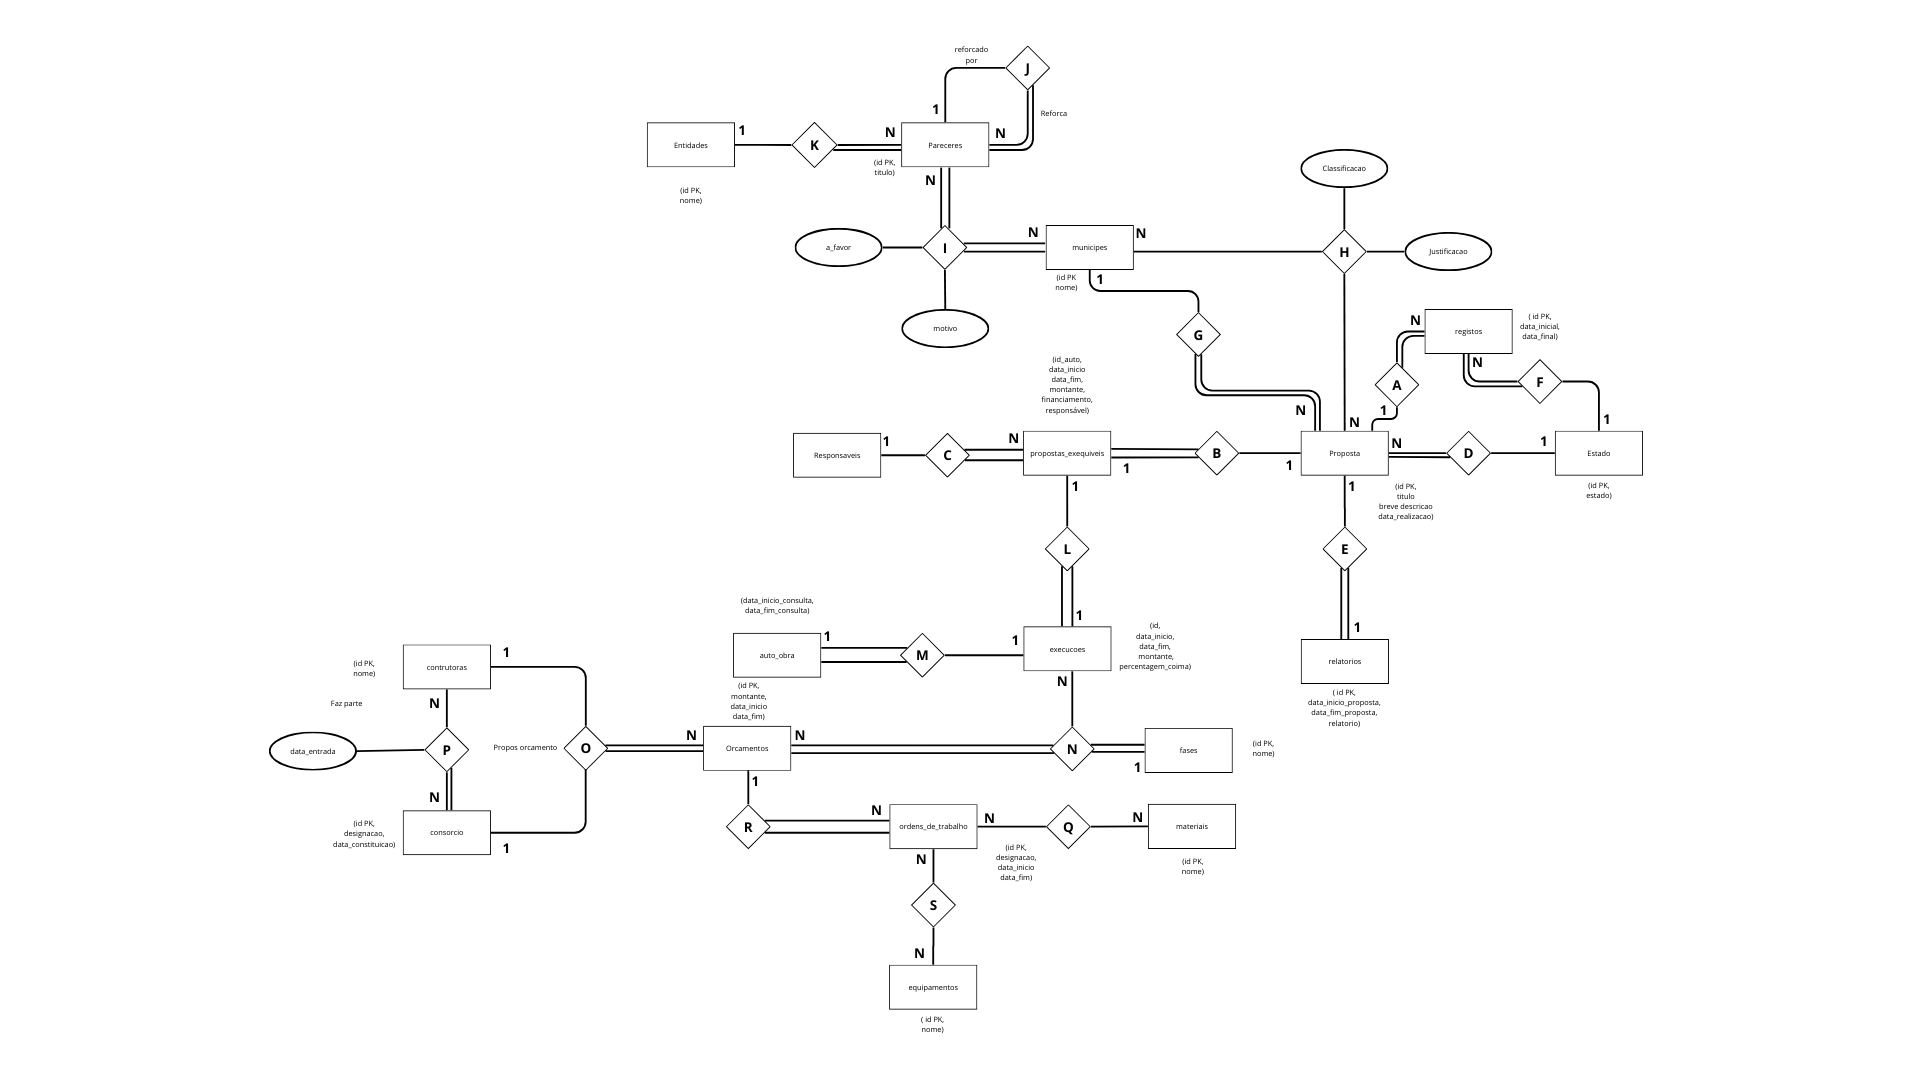 reforcado
por
J
1
Reforca
Entidades
1
K
N
Pareceres
N
(id PK,
titulo)
(id PK,
nome)
N
Classificacao
a_favor
I
N
municipes
N
H
Justificacao
(id PK
nome)
1
motivo
G
N
registos
( id PK,
data_inicial,
data_final)
N
A
F
(id_auto,
data_inicio
data_fim,
montante,
financiamento,
responsável)
N
N
1
1
Responsaveis
1
C
N
propostas_exequiveis
1
B
1
Proposta
N
D
1
Estado
(id PK,
titulo
breve descricao
data_realizacao)
(id PK,
estado)
1
1
L
E
(data_inicio_consulta,
data_fim_consulta)
1
1
auto_obra
1
M
1
execucoes
(id,
data_inicio,
data_fim,
montante,
percentagem_coima)
relatorios
(id PK,
montante,
data_inicio
data_fim)
N
( id PK,
data_inicio_proposta,
data_fim_proposta,
relatorio)
(id PK,
nome)
contrutoras
1
Faz parte
N
data_entrada
P
Propos orcamento
O
N
Orcamentos
N
N
1
fases
(id PK,
nome)
N
1
(id PK,
designacao,
data_constituicao)
consorcio
1
R
N
ordens_de_trabalho
N
Q
N
materiais
(id PK,
designacao,
data_inicio
data_fim)
(id PK,
nome)
N
S
N
equipamentos
( id PK,
nome)